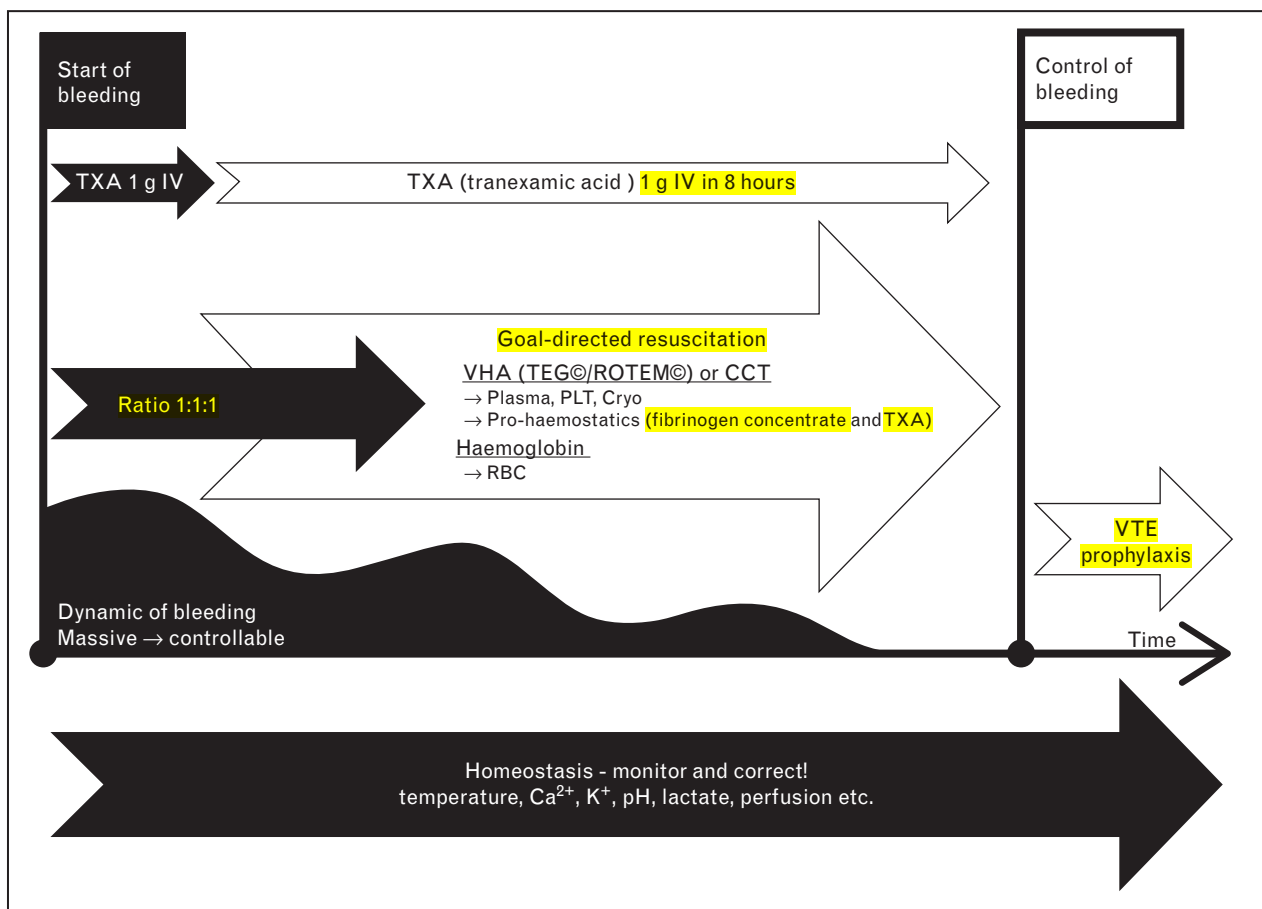 Start of
bleeding
Control of
bleeding
TXA 1 g IV
TXA (tranexamic acid ) 1 g IV in 8 hours
Goal-directed resuscitation
VHA (TEG©/ROTEM©) or CCT
→ Plasma, PLT, Cryo
→ Pro-haemostatics (fibrinogen concentrate and TXA)
Haemoglobin
→ RBC
Ratio 1:1:1
VTE
prophylaxis
Dynamic of bleeding
Massive → controllable
Time
Homeostasis - monitor and correct!
temperature, Ca²⁺, K⁺, pH, lactate, perfusion etc.